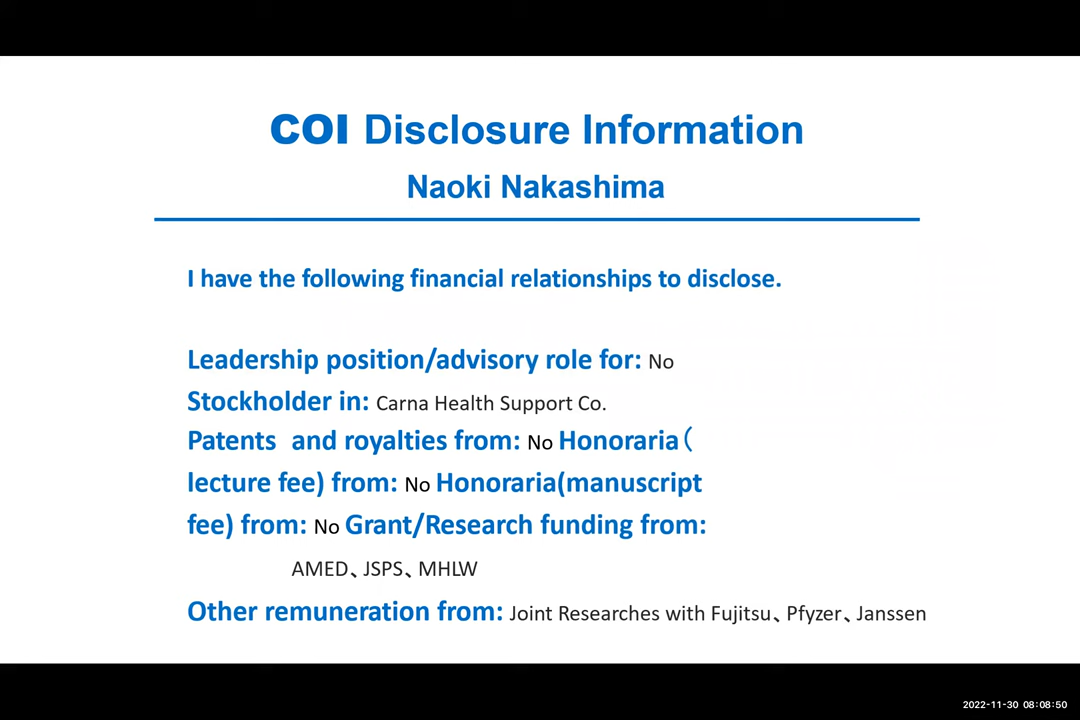 COI Disclosure Information
Naoki Nakashima
I have the following financial relationships to disclose.
Leadership position/advisory role for: No
Stockholder in: Carna Health Support Co.
Patents  and royalties from: No Honoraria（
lecture fee) from: No Honoraria(manuscript
fee) from: No Grant/Research funding from:
AMED、JSPS、MHLW
Other remuneration from: Joint Researches with Fujitsu、Pfyzer、Janssen
2022-11-30 08:08:50